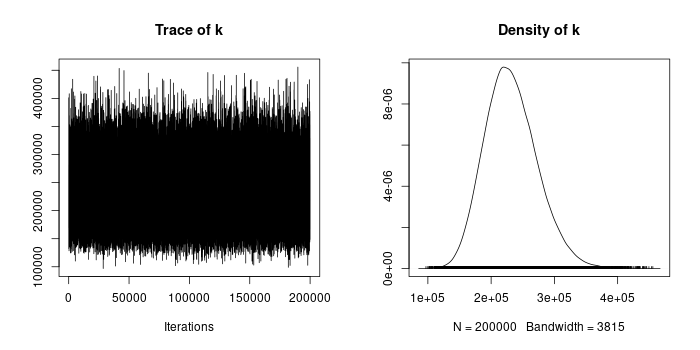 Trace of k
100000
200000
300000
400000
0
50000
100000
150000
200000
Iterations
Density of k
0e+00
4e-06
8e-06
1e+05
2e+05
3e+05
4e+05
N = 200000 Bandwidth = 3815